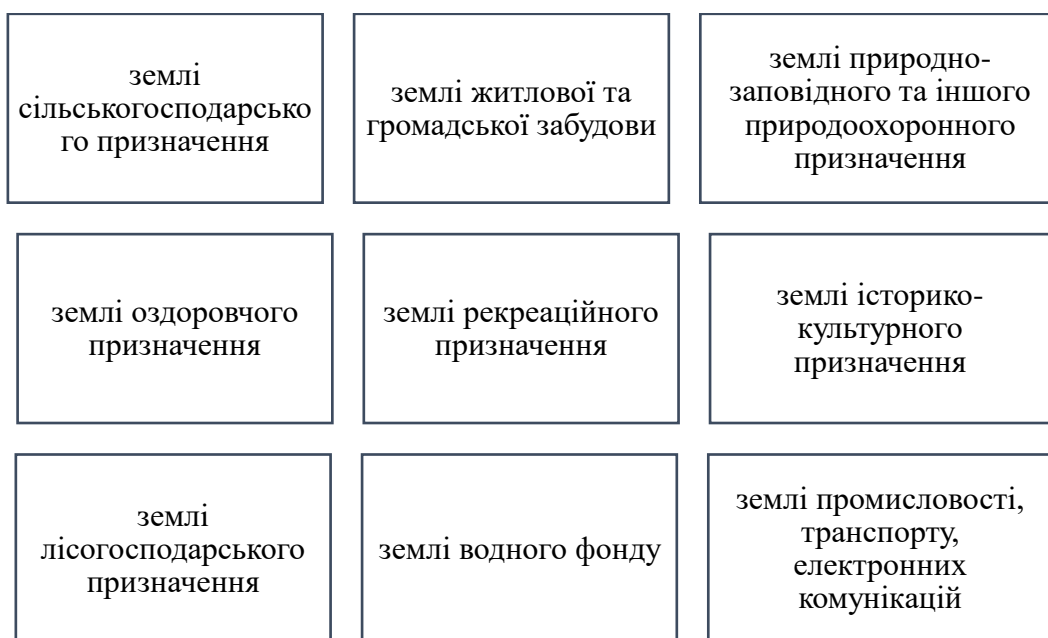 землі
сільськогосподарсько
го призначення
землі житлової та
громадської забудови
землі природно-
заповідного та іншого
природоохоронного
призначення
землі оздоровчого
призначення
землі рекреаційного
призначення
землі історико-
культурного
призначення
землі
лісогосподарського
призначення
землі водного фонду
землі промисловості,
транспорту,
електронних
комунікацій